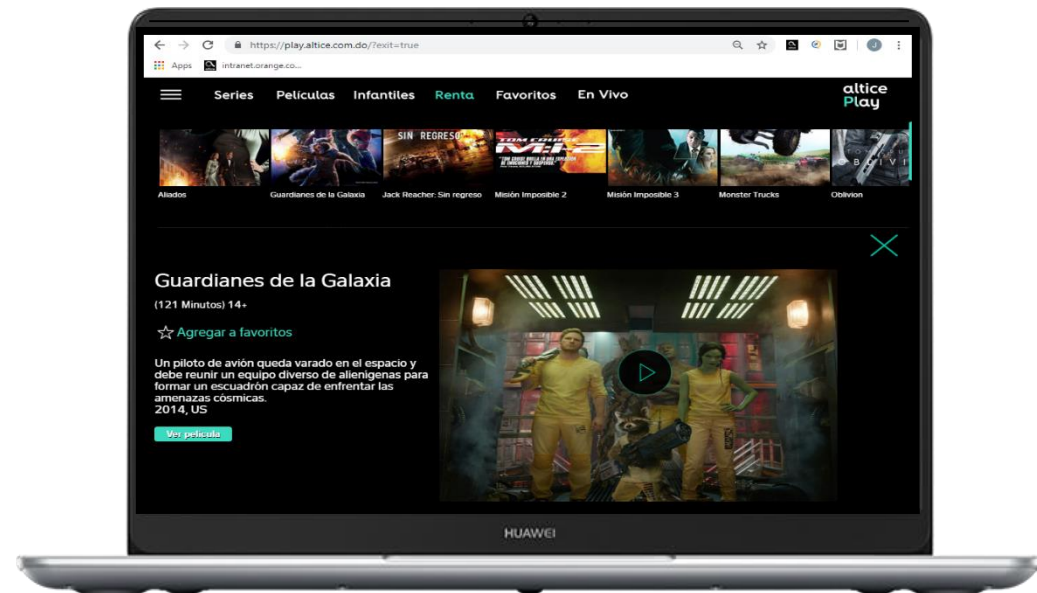 https://play.altice.com.do/?exit=true
J
Apps intranet.orange.co...
Series Películas Infantiles Renta Favoritos En Vivo
altice
Play
SIN REGRESO
TOM CRUISE
M:I-2
OBLIVI
Aliados Guardianes de la Galaxia Jack Reacher: Sin regreso Misión Imposible 2 Misión Imposible 3 Monster Trucks Oblivion
Guardianes de la Galaxia
(121 Minutos) 14+
Agregar a favoritos
Un piloto de avión queda varado en el espacio y
debe reunir un equipo diverso de alienígenas para
formar un escuadrón capaz de enfrentar las
amenazas cósmicas.
2014, US
Ver película
HUAWEI